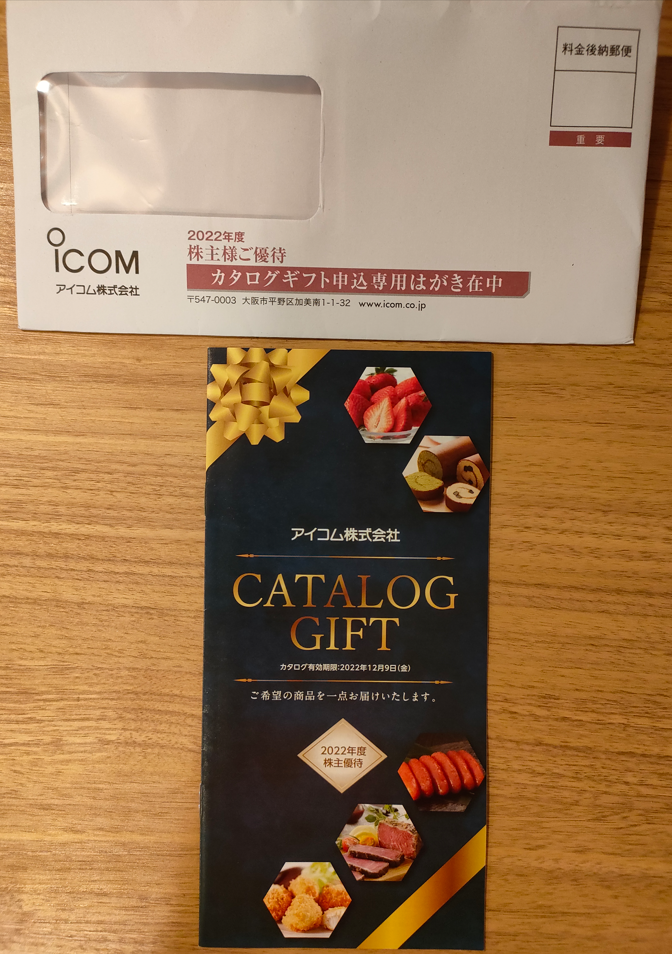 料金後納郵便
重要
ICOM
アイコム株式会社
2022年度
株主様ご優待
カタログギフト申込専用はがき在中
〒547-0003 大阪市平野区加美南1-1-32 www.icom.co.jp
アイコム株式会社
CATALOG
GIFT
カタログ有効期限:2022年12月9日(金)
ご希望の商品を一点お届けいたします。
2022年度
株主優待